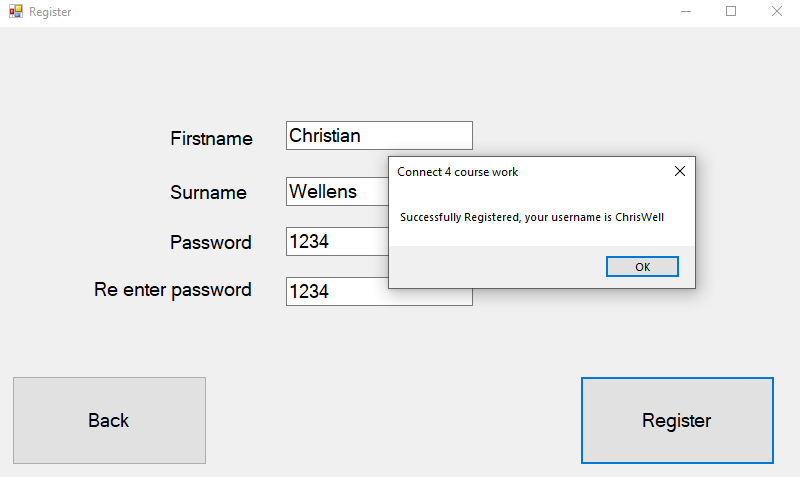 Register
Firstname Christian
Connect 4 course work
Surname Wellens
Successfully Registered, your username is ChrisWell
Password 1234
OK
Re enter password 1234
Back Register